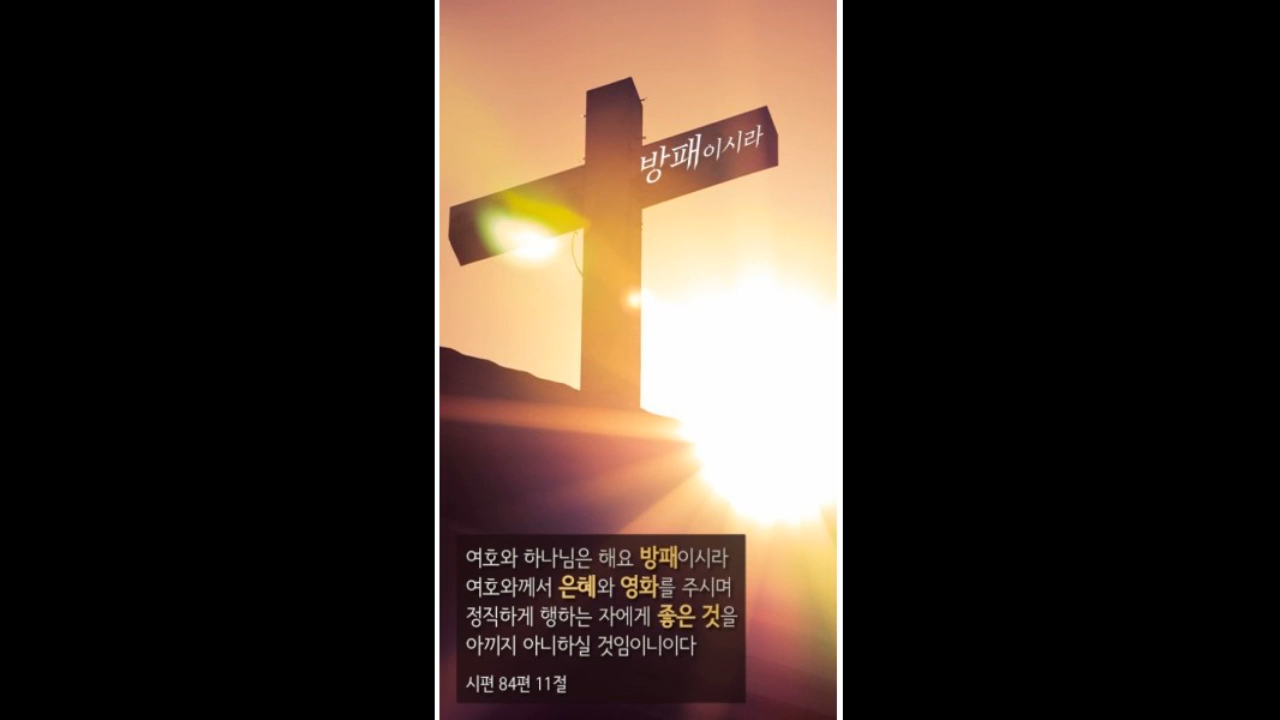 방패이시라
여호와 하나님은 해요 방패이시라
여호와께서 은혜와 영화를 주시며
정직하게 행하는 자에게 좋은 것을
아끼지 아니하실 것임이니이다
시편 84편 11절